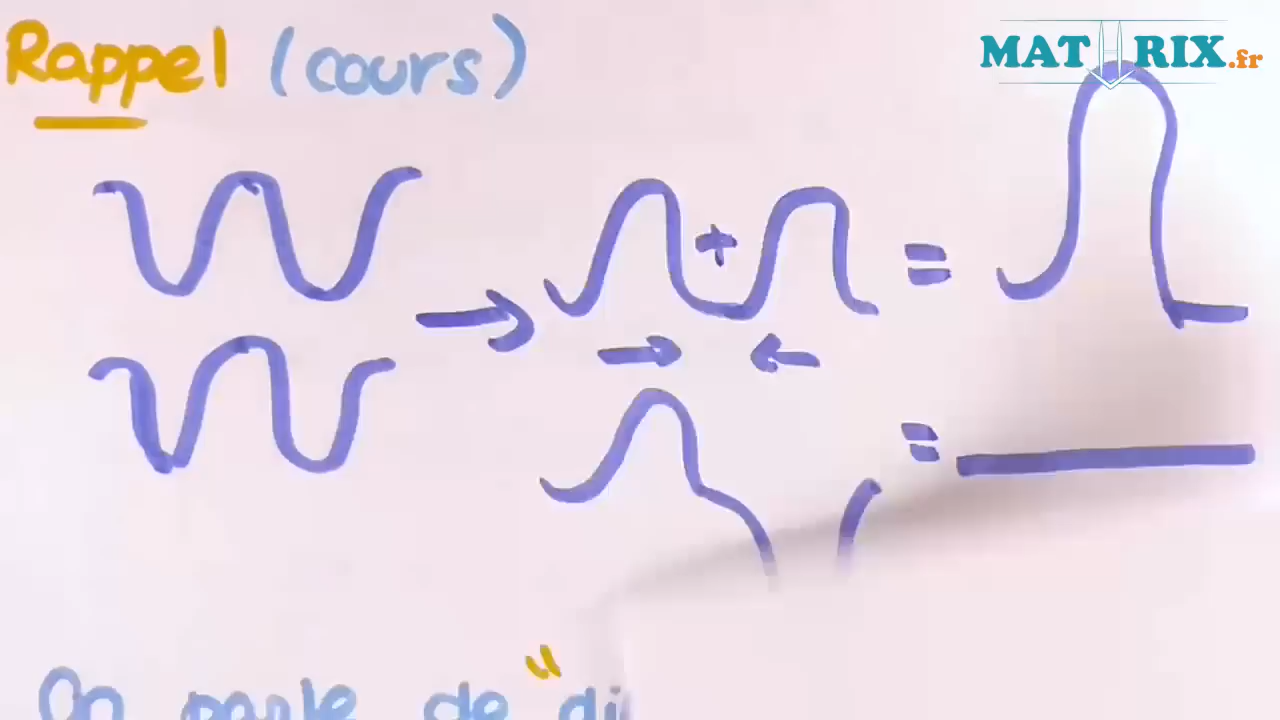 Rappel (cours)
MATRIX.fr
+ =
=
On parle de "di